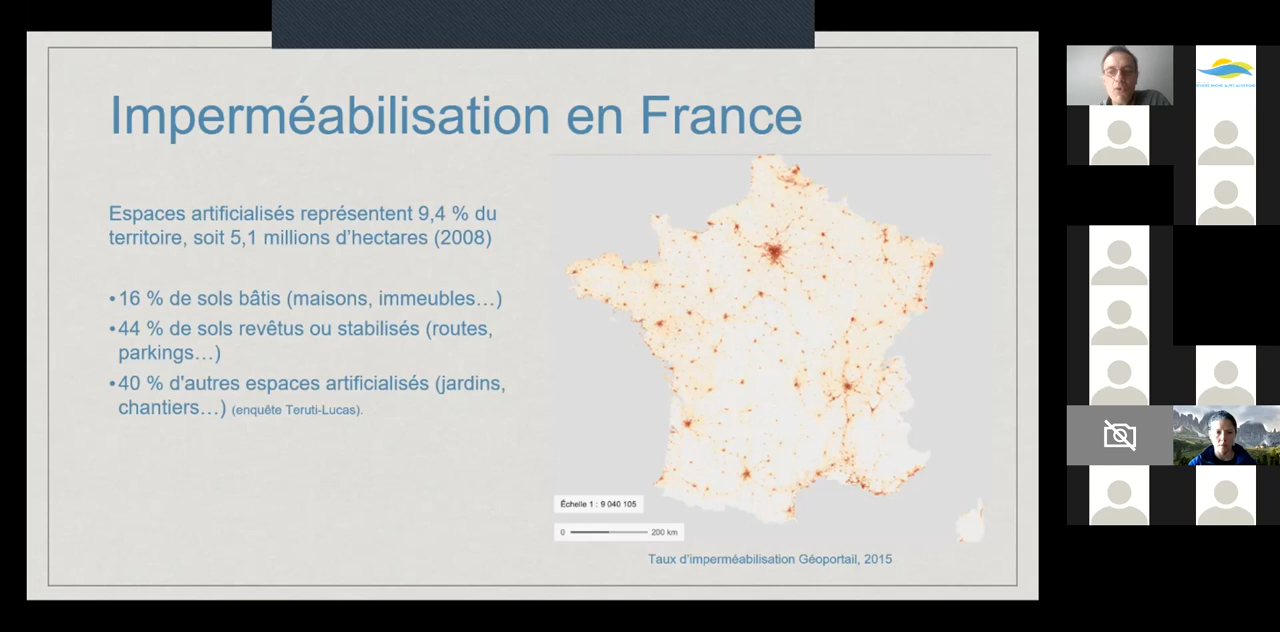 Imperméabilisation en France
Espaces artificialisés représentent 9,4 % du
territoire, soit 5,1 millions d'hectares (2008)
•16 % de sols bâtis (maisons, immeubles…)
•44 % de sols revêtus ou stabilisés (routes,
parkings…)
•40 % d'autres espaces artificialisés (jardins,
chantiers…) (enquête Teruti-Lucas).
Échelle 1 : 9 040 105
0 200 km
Taux d'imperméabilisation Géoportail, 2015